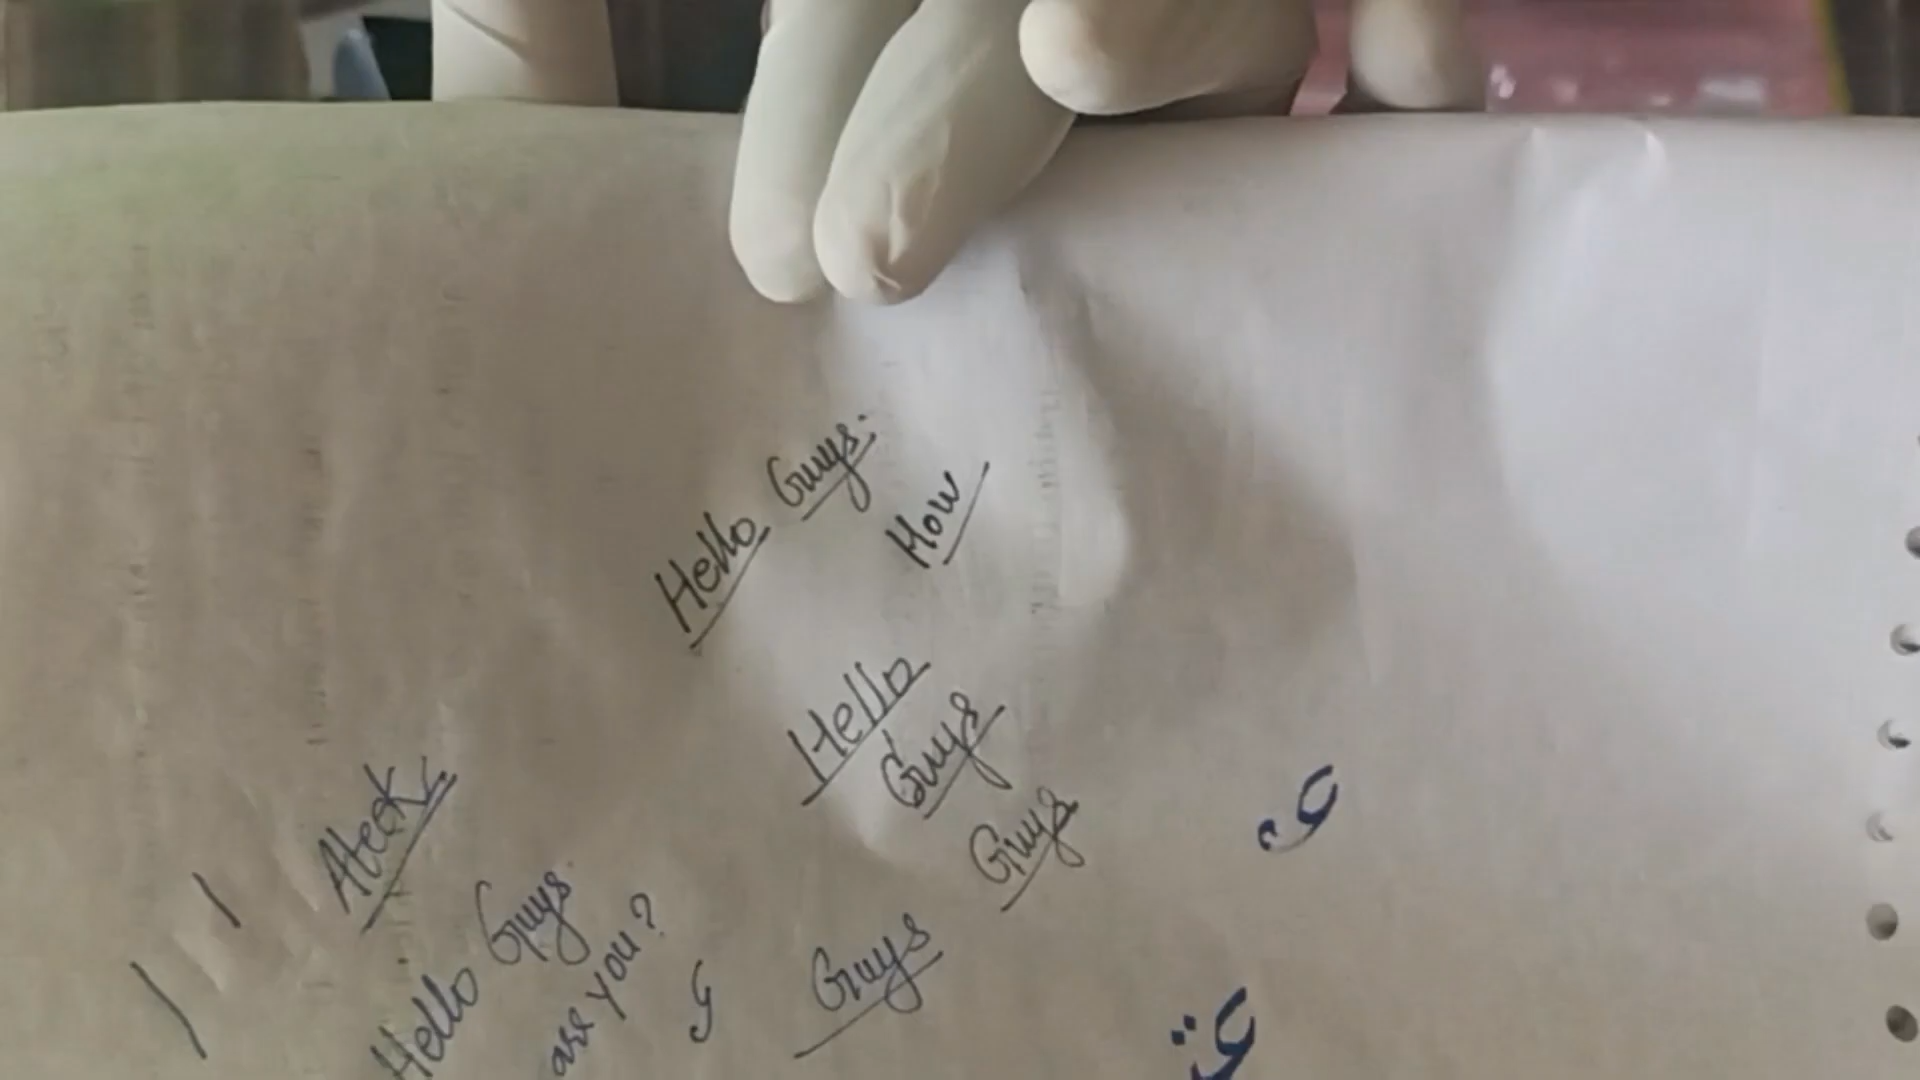 Hello Guys.
How
Hello
Guys
Guys
Ateek
Hello Guys.
are you?
Guys